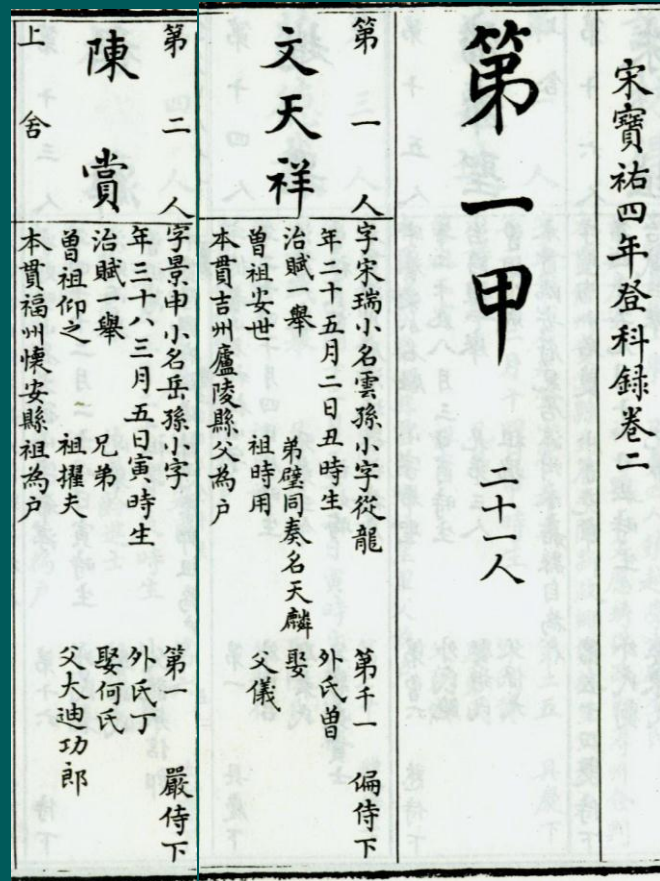 宋寶祐四年登科録卷二
第一甲 二十一人
第一人
文天祥
字宋瑞小名雲孫小字從龍 第千一 偏侍下
年二十五月二日丑時生 外氏曾
治賦一舉 弟璧同奏名天麟 娶
曾祖安世 祖時用 父儀
本貫吉州廬陵縣父為户
第二人
陳賞
上舍
字景申小名岳孫小字 第一 嚴侍下
年三十八三月五日寅時生 外氏丁
治賦一舉 兄弟 娶何氏
曾祖仰之 祖擢夫 父大迪功郎
本貫福州懷安縣祖為户